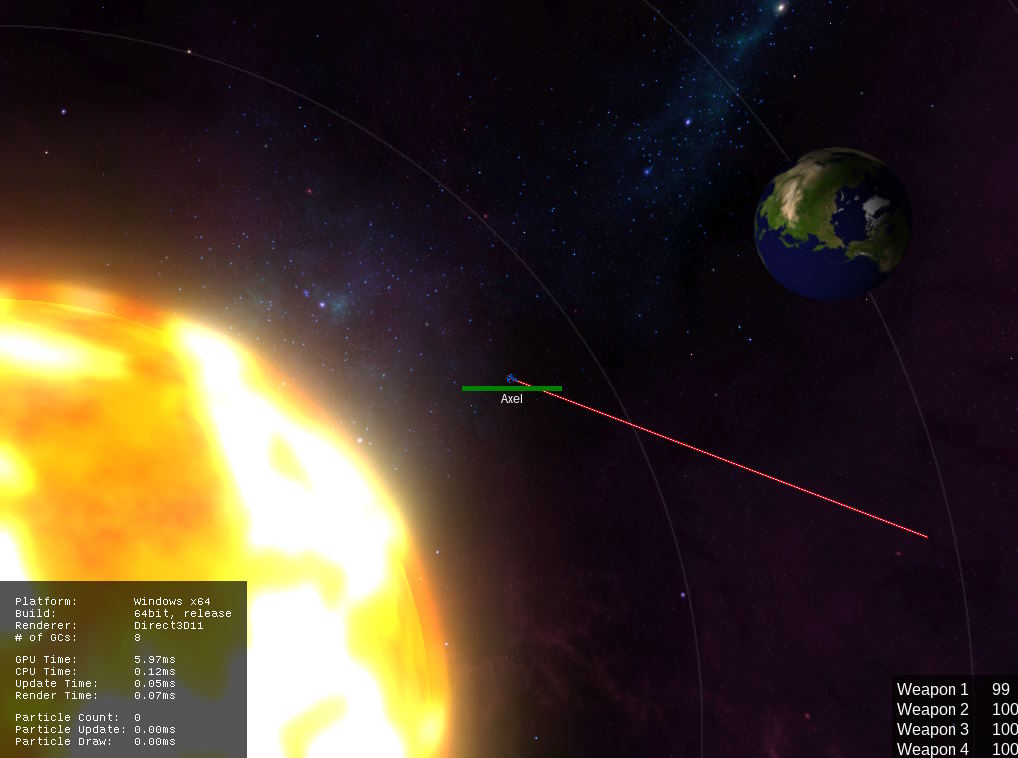 Axel
Platform: Windows x64
Build: 64bit, release
Renderer: Direct3D11
# of GCs: 8
GPU Time: 5.97ms
CPU Time: 0.12ms
Update Time: 0.05ms
Render Time: 0.07ms
Particle Count: 0
Particle Update: 0.00ms
Particle Draw: 0.00ms
Weapon 1 99
Weapon 2 100
Weapon 3 100
Weapon 4 100